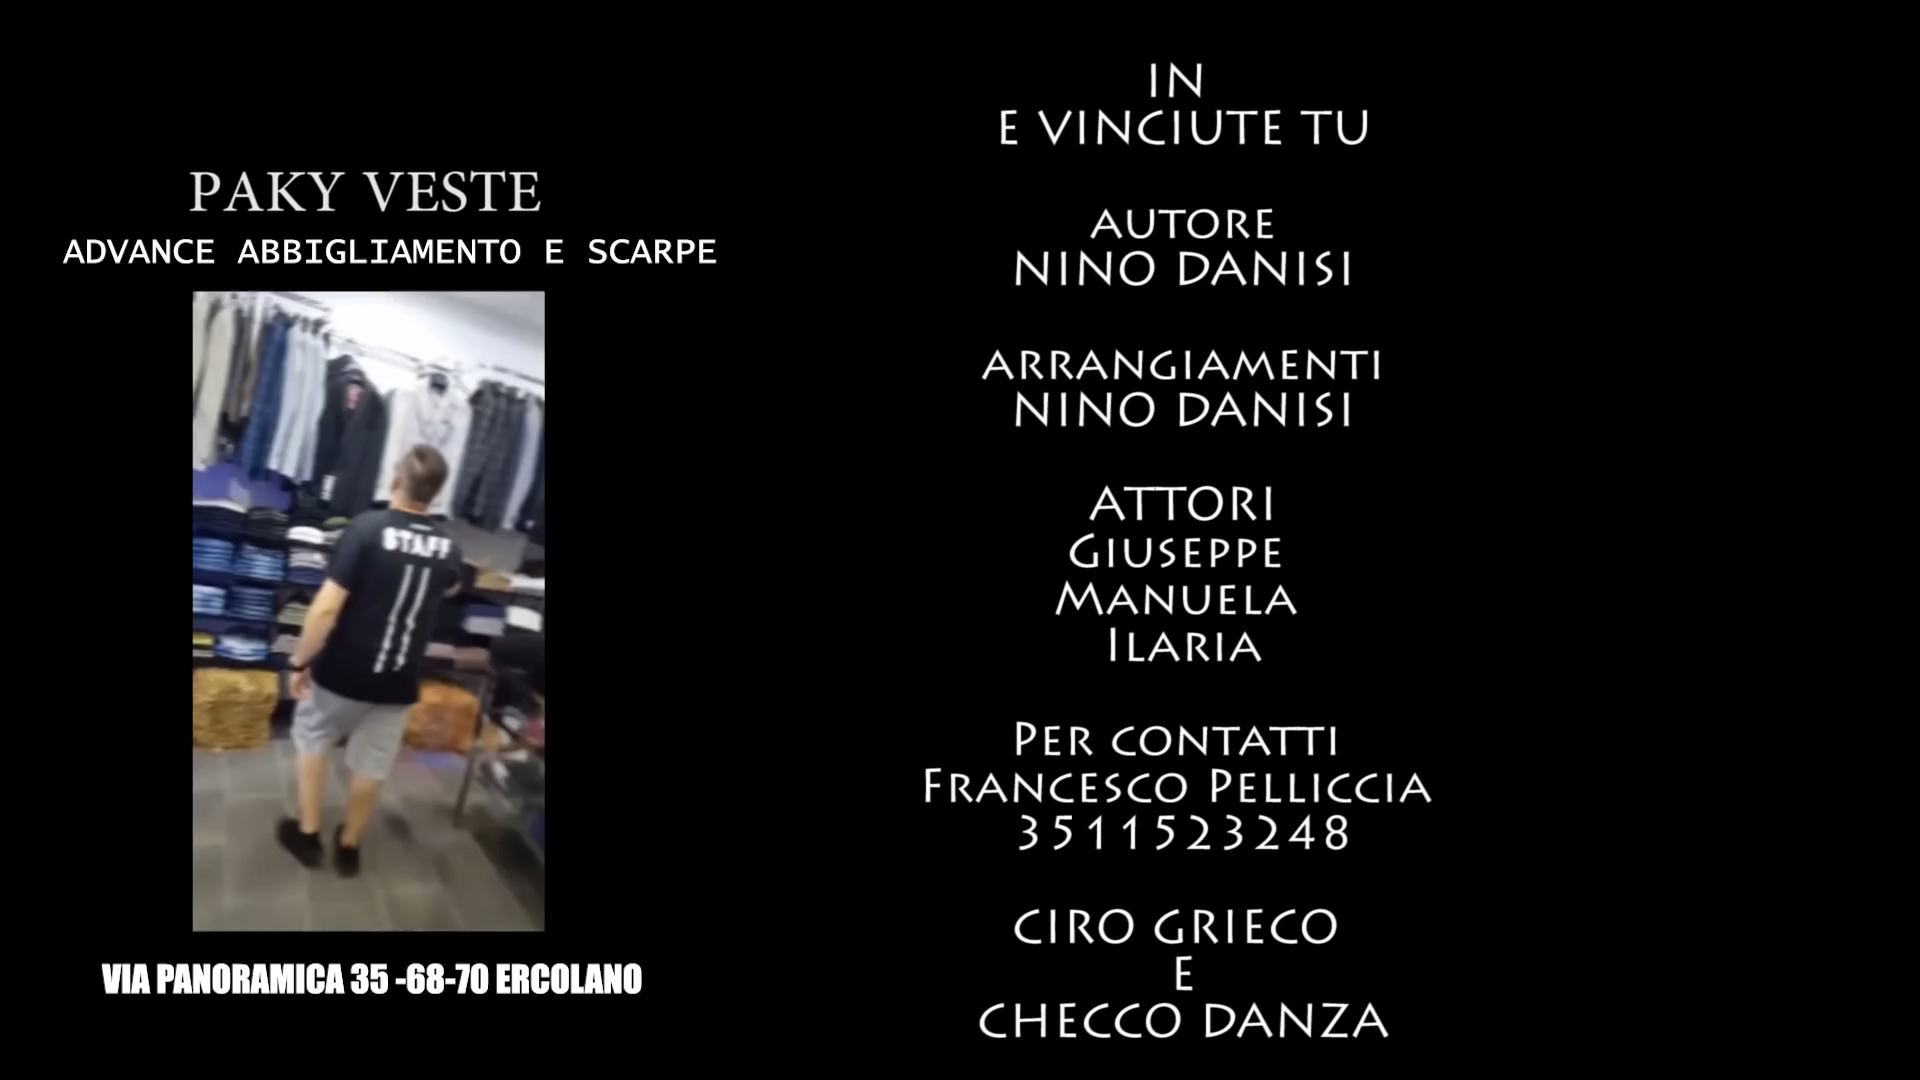 PAKY VESTE
ADVANCE ABBIGLIAMENTO E SCARPE
STAFF
VIA PANORAMICA 35 -68-70 ERCOLANO
IN
E VINCIUTE TU
AUTORE
NINO DANISI
ARRANGIAMENTI
NINO DANISI
ATTORI
GIUSEPPE
MANUELA
ILARIA
PER CONTATTI
FRANCESCO PELLICCIA
3511523248
CIRO GRIECO
E
CHECCO DANZA